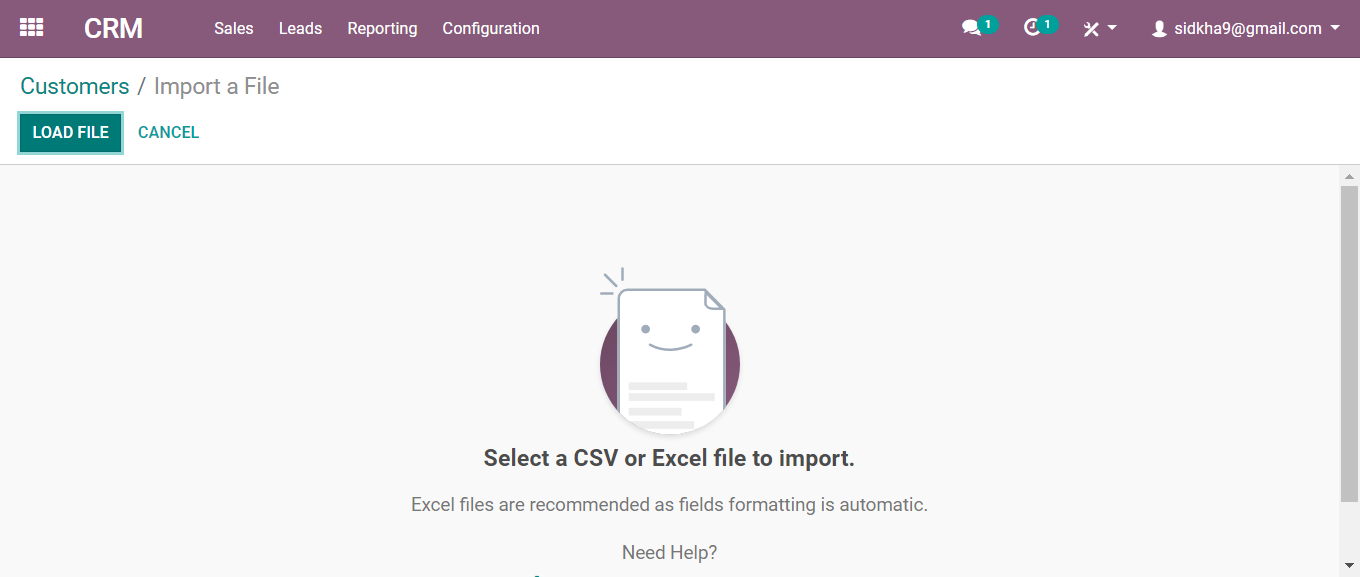 CRM Sales Leads Reporting Configuration 1 1 sidkha9@gmail.com
Customers / Import a File
LOAD FILE CANCEL
Select a CSV or Excel file to import.
Excel files are recommended as fields formatting is automatic.
Need Help?